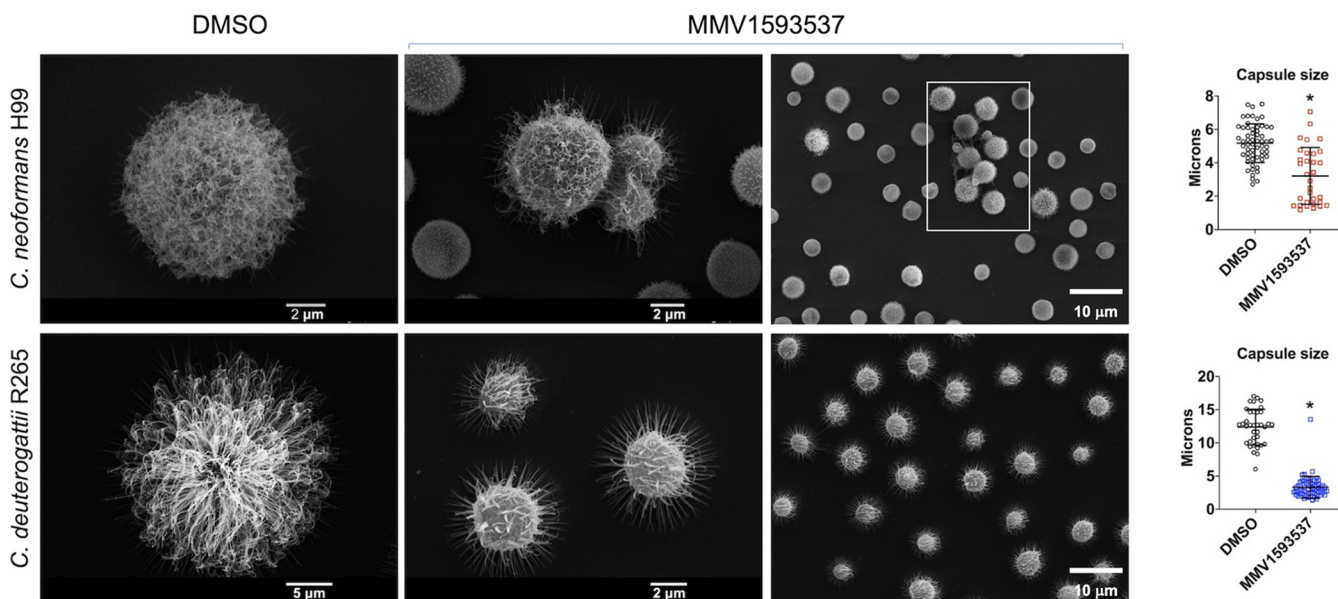 DMSO
MMV1593537
C. neoformans H99
2 µm
2 µm
10 µm
Capsule size
*
Microns
8
6
4
2
0
DMSO
MMV1593537
C. deuterogattii R265
5 µm
2 µm
10 µm
Capsule size
*
Microns
20
15
10
5
0
DMSO
MMV1593537